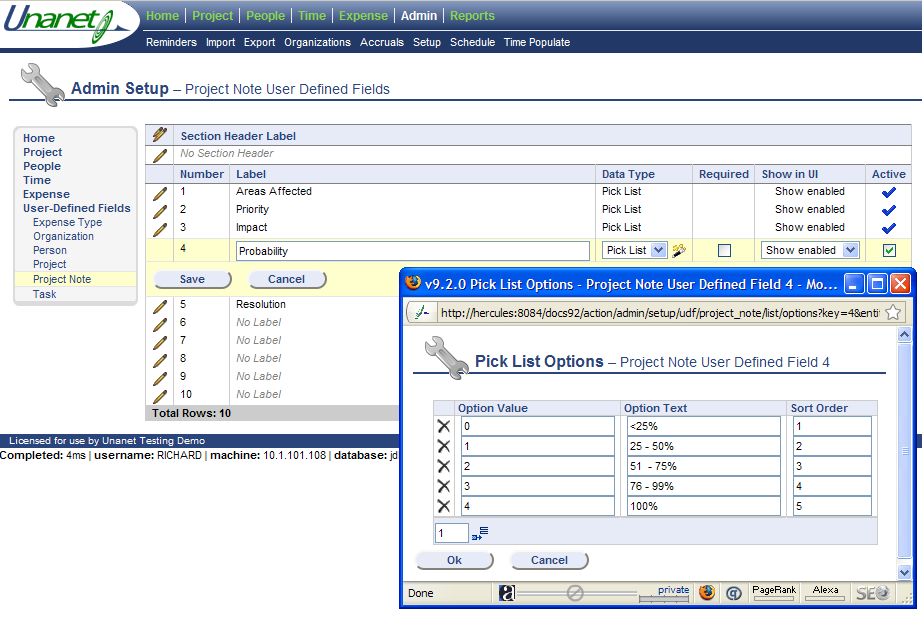 Unanet
Home | Project | People | Time | Expense | Admin | Reports
Reminders Import Export Organizations Accruals Setup Schedule Time Populate
Admin Setup – Project Note User Defined Fields
Home
Project
People
Time
Expense
User-Defined Fields
Expense Type
Organization
Person
Project
Project Note
Task
Section Header Label
No Section Header
Number Label Data Type Required Show in UI Active
1 Areas Affected Pick List Show enabled
2 Priority Pick List Show enabled
3 Impact Pick List Show enabled
4 Probability Pick List Show enabled
Save Cancel
5 Resolution
6 No Label
7 No Label
8 No Label
9 No Label
10 No Label
Total Rows: 10
Licensed for use by Unanet Testing Demo
Completed: 4ms | username: RICHARD | machine: 10.1.101.108 | database: jd
v9.2.0 Pick List Options - Project Note User Defined Field 4 - Mo...
http://hercules:8084/docs92/action/admin/setup/udf/project_note/list/options?key=4&enti
Pick List Options – Project Note User Defined Field 4
Option Value Option Text Sort Order
0 <25% 1
1 25 - 50% 2
2 51 - 75% 3
3 76 - 99% 4
4 100% 5
1
Ok Cancel
Done private @ PageRank Alexa SEO